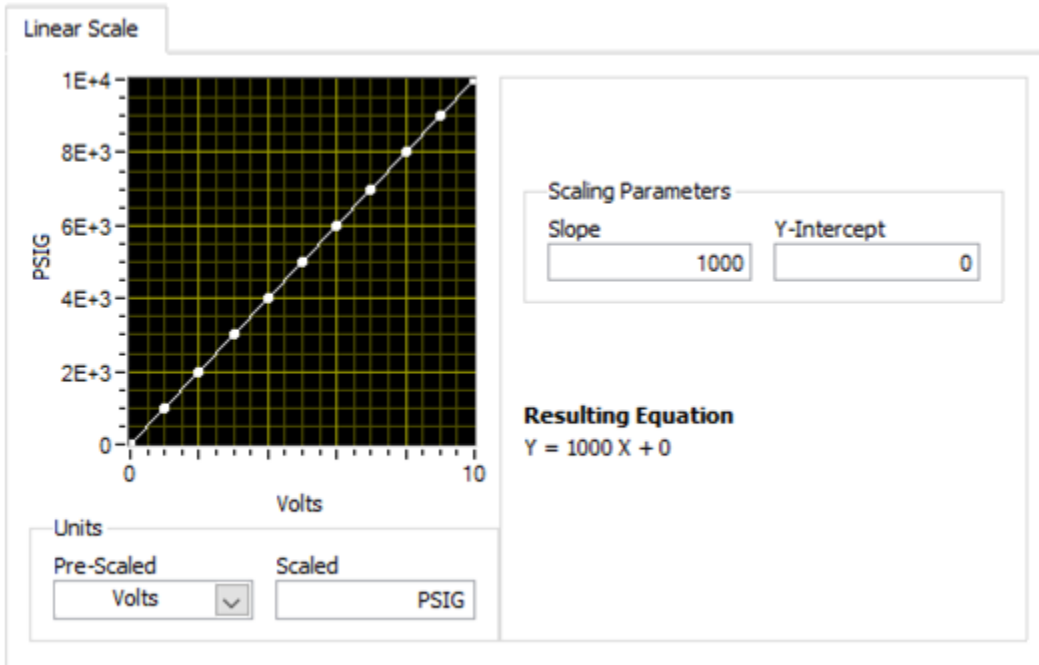 Linear Scale
1E+4
8E+3
6E+3
4E+3
2E+3
0
PSIG
0 10
Volts
Scaling Parameters
Slope Y-Intercept
1000 0
Resulting Equation
Y = 1000 X + 0
Units
Pre-Scaled Scaled
Volts PSIG